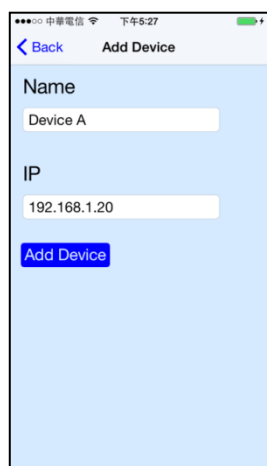 中華電信 下午5:27
Back Add Device
Name
Device A
IP
192.168.1.20
Add Device